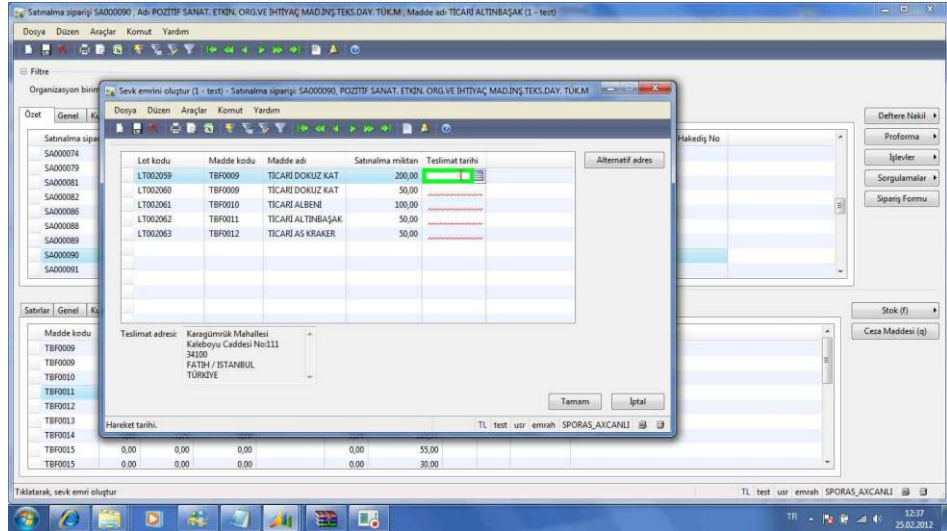 Satınalma siparişi SA000090 , Adı POZİTİF SANAT. ETKİN. ORG.VE İHTİYAÇ MAD.İNŞ.TEKS.DAY. TÜK.M , Madde adı TİCARİ ALTINBAŞAK (1 - test)
Dosya Düzen Araçlar Komut Yardım
Filtre
Organizasyon birim
Özet Genel
Satınalma sipa
SA000074
SA000079
SA000081
SA000082
SA000086
SA000088
SA000089
SA000090
SA000091
Hakediş No
Deftere Nakil
Proforma
İşlevler
Sorgulamalar
Sipariş Formu
Sevk emrini oluştur (1 - test) - Satınalma siparişi: SA000090, POZİTİF SANAT. ETKİN. ORG.VE İHTİYAÇ MAD.İNŞ.TEKS.DAY. TÜK.M
Dosya Düzen Araçlar Komut Yardım
Lot kodu Madde kodu Madde adı Satınalma miktarı Teslimat tarihi
LT002059 TBF0009 TİCARİ DOKUZ KAT 200,00
LT002060 TBF0009 TİCARİ DOKUZ KAT 50,00
LT002061 TBF0010 TİCARİ ALBENİ 100,00
LT002062 TBF0011 TİCARİ ALTINBAŞAK 50,00
LT002063 TBF0012 TİCARİ AS KRAKER 50,00
Alternatif adres
Teslimat adresi: Karagümrük Mahallesi
Kaleboyu Caddesi No:111
34100
FATİH / İSTANBUL
TÜRKİYE
Tamam İptal
Hareket tarihi. TL test usr emrah SPORAS_AXCANLI
Satırlar Genel
Stok (f)
Ceza Maddesi (q)
Madde kodu
TBF0009
TBF0009
TBF0010
TBF0011
TBF0012
TBF0013
TBF0014
TBF0015 0,00 0,00 0,00 0,00 55,00
TBF0015 0,00 0,00 0,00 0,00 30,00
Tıklatarak, sevk emri oluştur TL test usr emrah SPORAS_AXCANLI
TR 12:37
25.02.2012